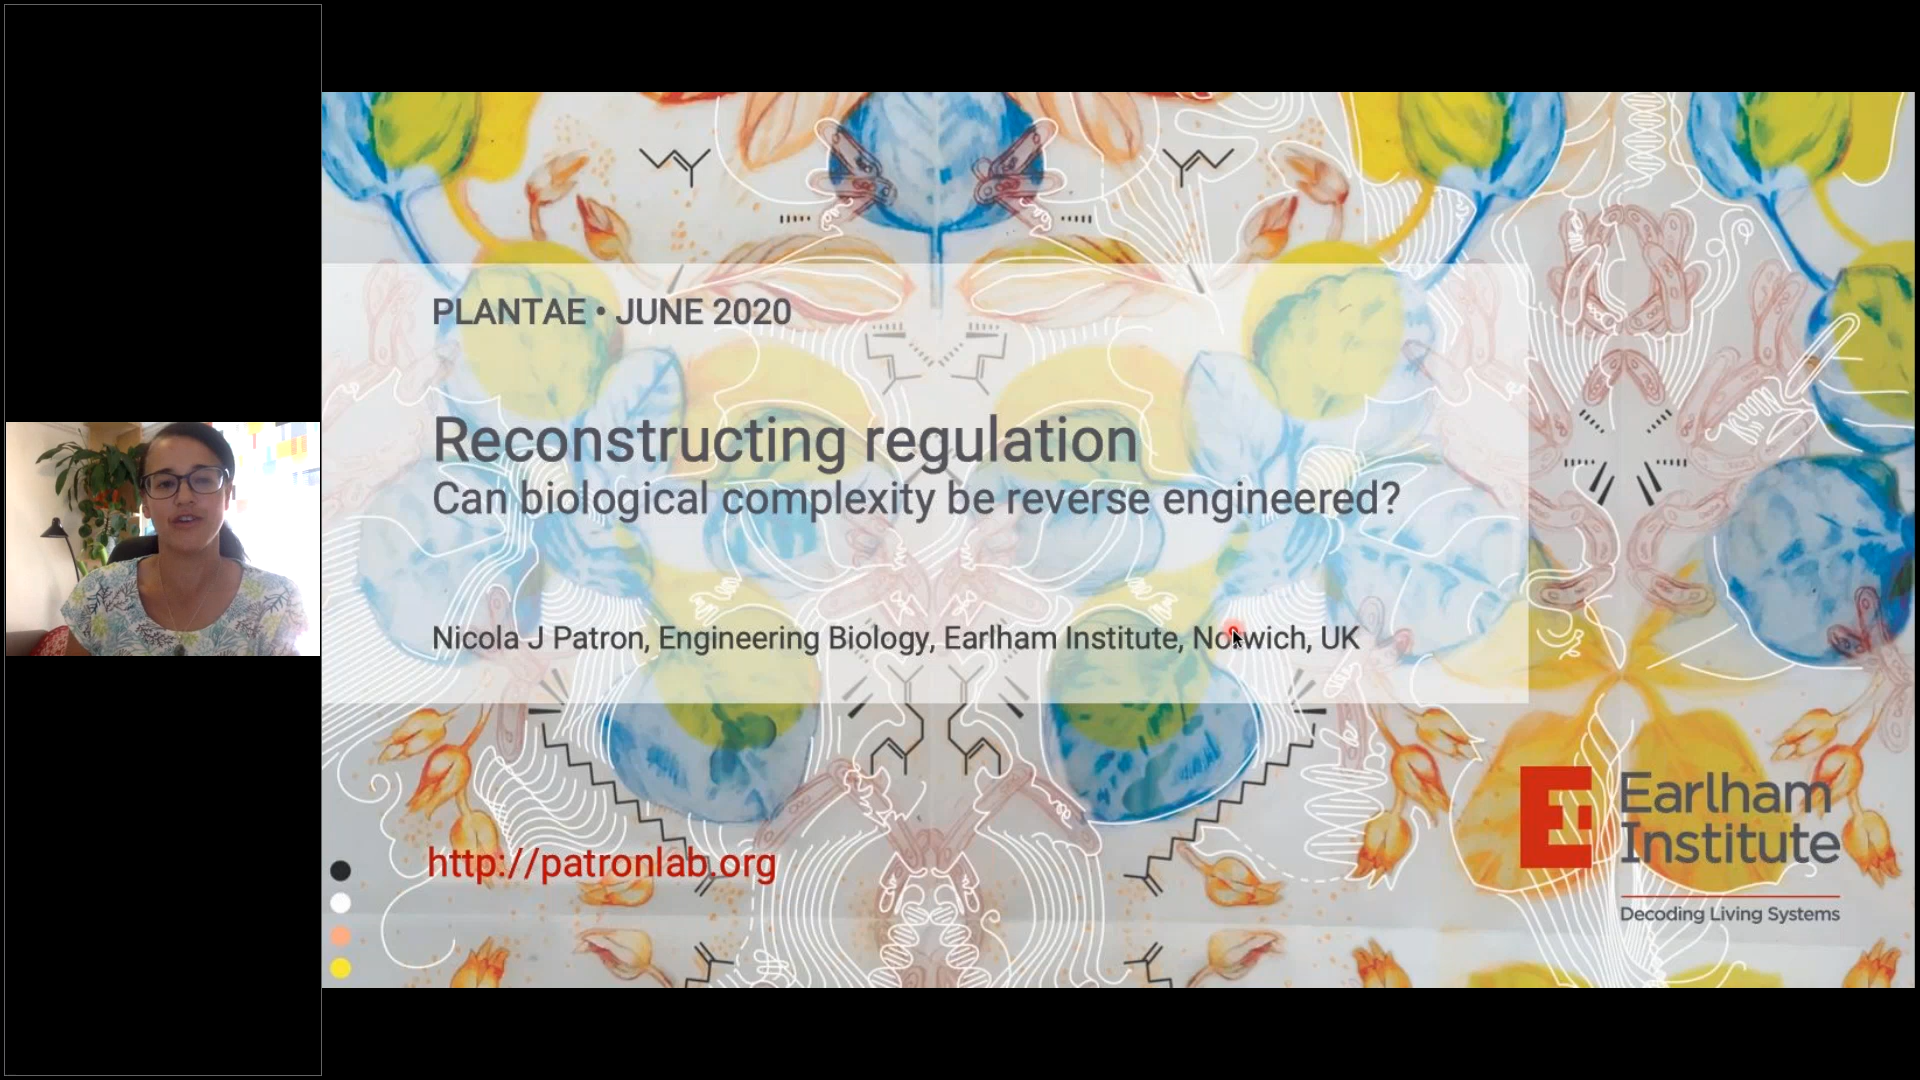 PLANTAE • JUNE 2020
Reconstructing regulation
Can biological complexity be reverse engineered?
Nicola J Patron, Engineering Biology, Earlham Institute, Norwich, UK
http://patronlab.org
Earlham
Institute
Decoding Living Systems